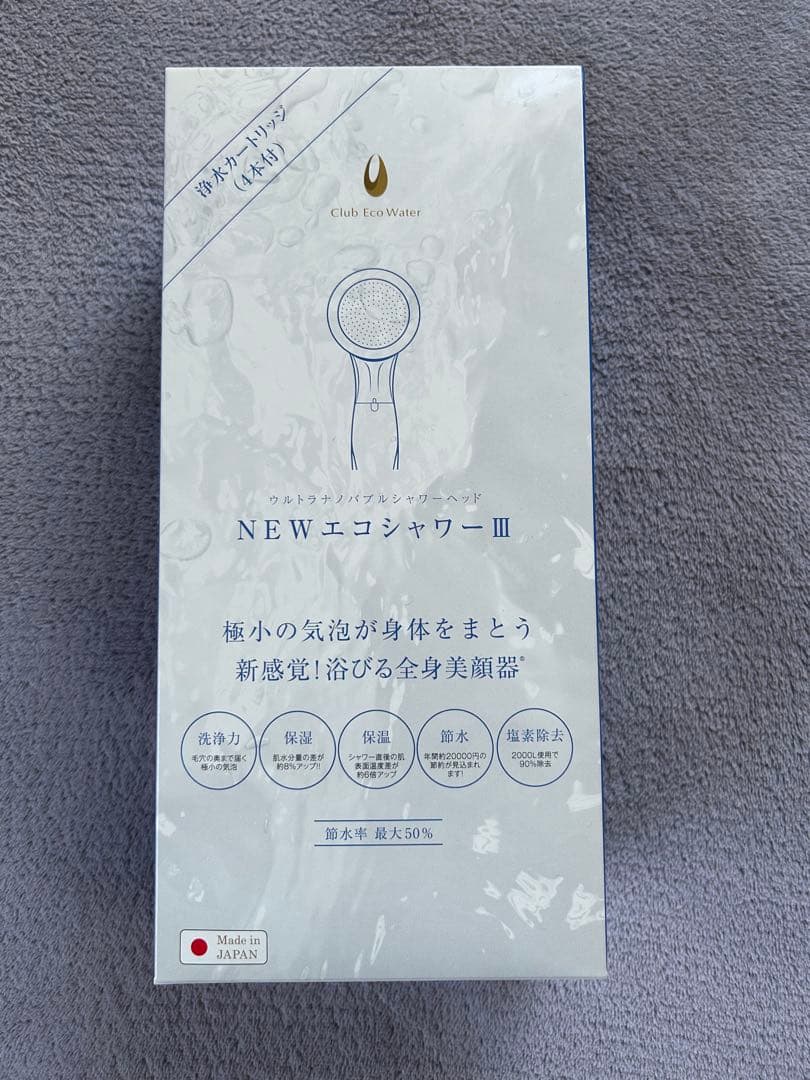 浄水カートリッジ
(4本付)
Club Eco Water
ウルトラナノバブルシャワーヘッド
NEWエコシャワーⅢ
極小の気泡が身体をまとう
新感覚!浴びる全身美顔器®
洗浄力
毛穴の奥まで届く
極小の気泡
保湿
肌水分量の差が
約8%アップ!!
保温
シャワー直後の肌
表面温度差が
約6倍アップ
節水
年間約20000円の
節約が見込まれ
ます!
塩素除去
2000L使用で
90%除去
節水率 最大50%
Made in
JAPAN